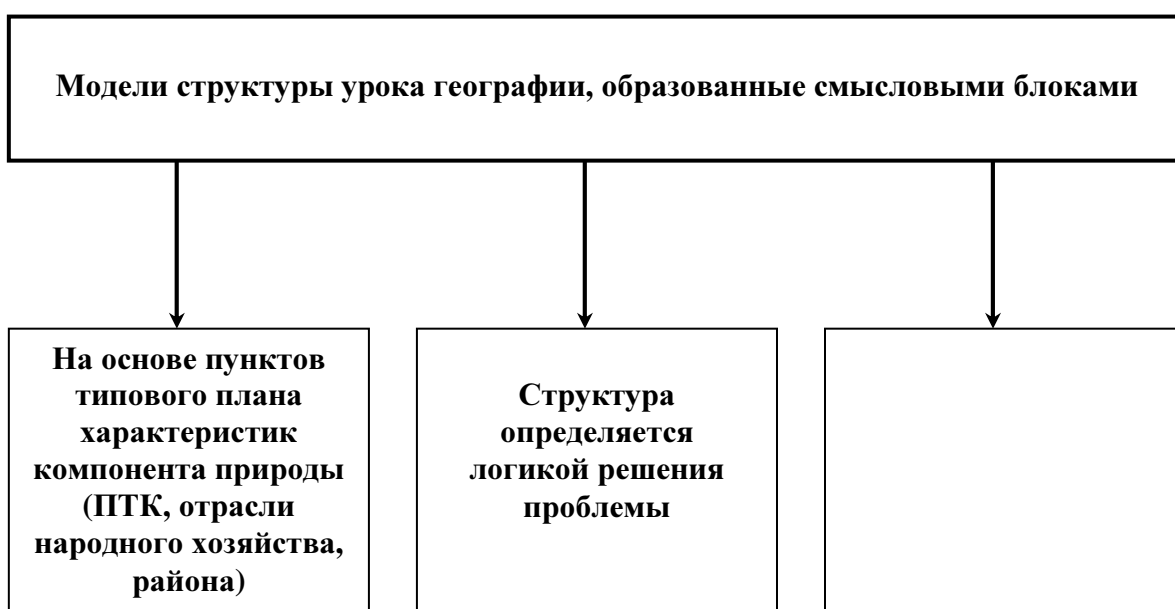 Модели структуры урока географии, образованные смысловыми блоками
На основе пунктов
типового плана
характеристик
компонента природы
(ПТК, отрасли
народного хозяйства,
района)
Структура
определяется
логикой решения
проблемы